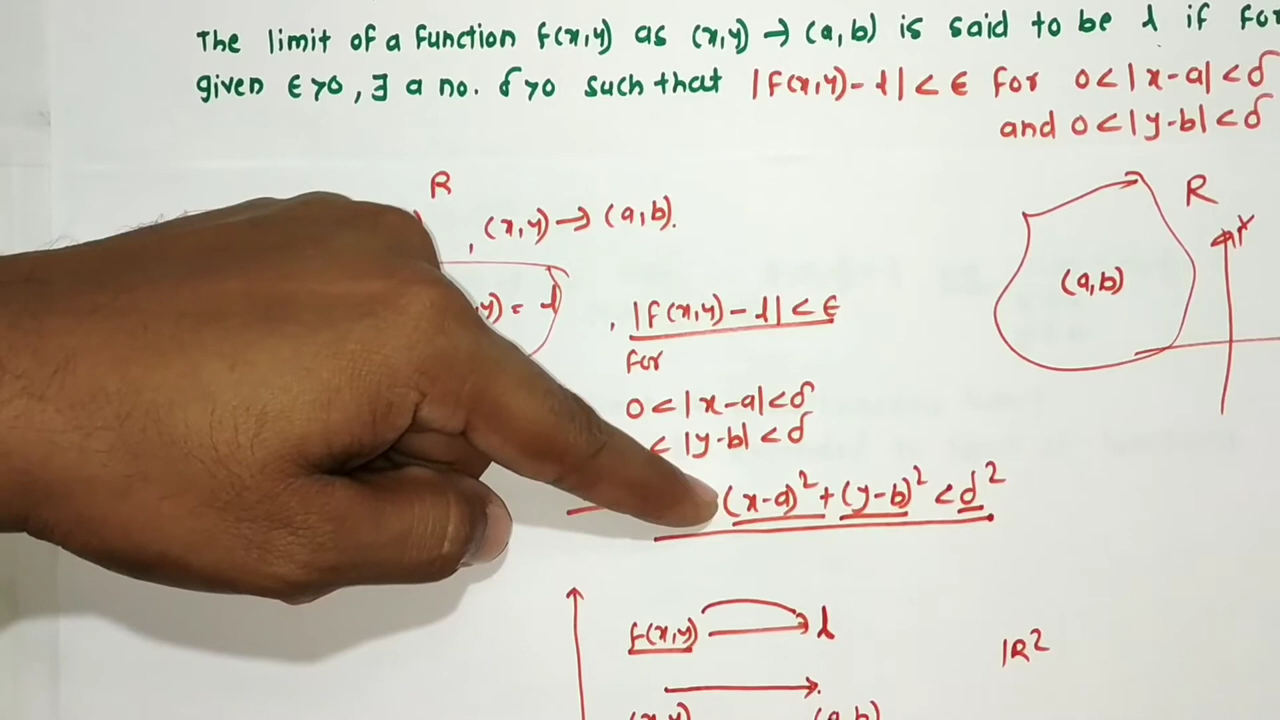 The limit of a function f(x,y) as (x,y) → (a,b) is said to be l if for
given ϵ>0, ∃ a no. δ>0 such that |f(x,y)-l|<ϵ for 0<|x-a|<δ
and 0<|y-b|<δ
R
, (x,y)→(a,b).
R
(a,b)
y) = l
, |f(x,y)-l|<ϵ
for
0<|x-a|<δ
<|y-b|<δ
(x-a)²+(y-b)²<d²
f(x,y) → l
|R²
(x,y) → (a,b)